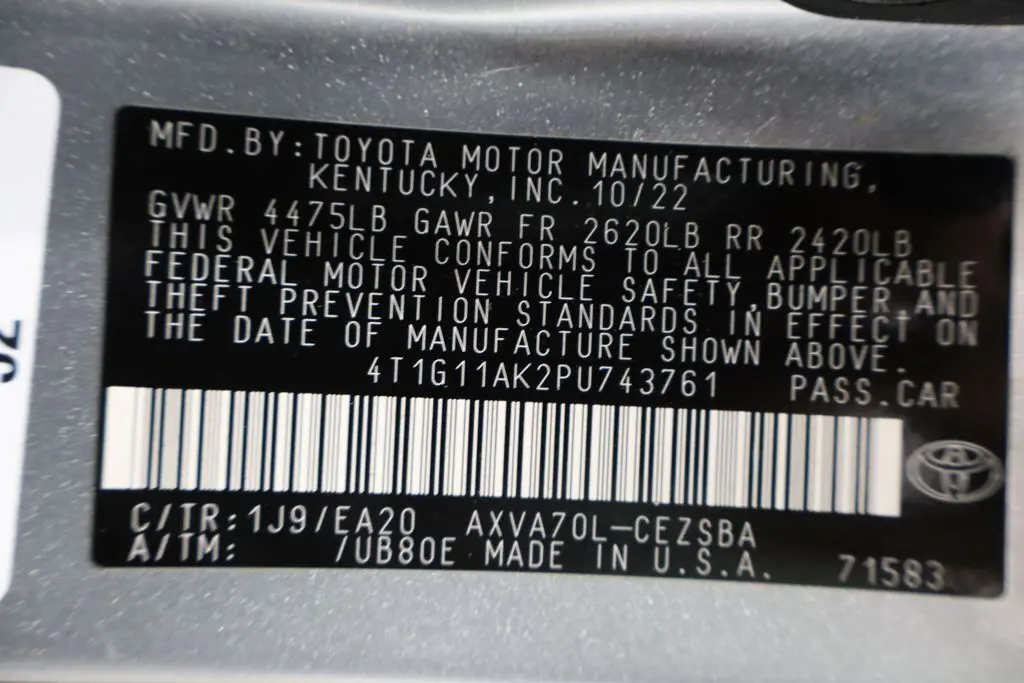 MFD.BY:TOYOTA MOTOR MANUFACTURING,
KENTUCKY,INC.10/22
GVWR 4475LB GAWR FR 2620LB RR 2420LB
THIS VEHICLE CONFORMS TO ALL APPLICABLE
FEDERAL MOTOR VEHICLE SAFETY,BUMPER,AND
THEFT PREVENTION STANDARDS IN EFFECT ON
THE DATE OF MANUFACTURE SHOWN ABOVE.
4T1G11AK2PU743761 PASS.CAR
C/TR:1J9/EA20 AXVA70L-CEZSBA
A/TM: /UB80E MADE IN U.S.A. 71583